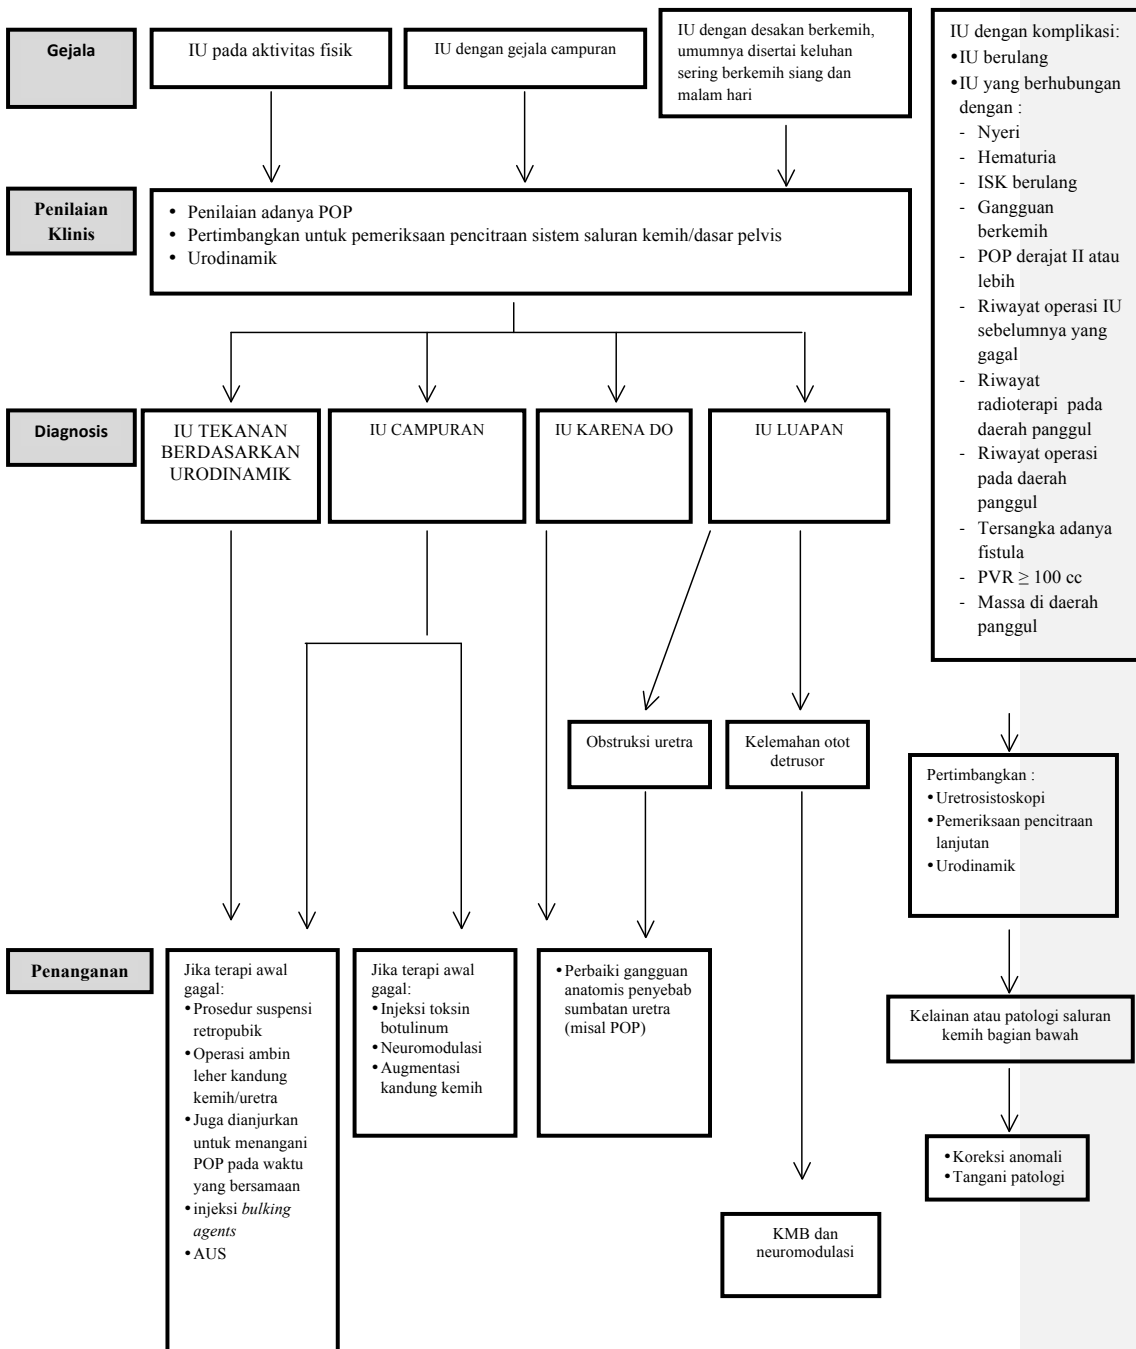 Gejala
IU pada aktivitas fisik
IU dengan gejala campuran
IU dengan desakan berkemih,
umumnya disertai keluhan
sering berkemih siang dan
malam hari
IU dengan komplikasi:
•IU berulang
•IU yang berhubungan
dengan :
- Nyeri
- Hematuria
- ISK berulang
- Gangguan
berkemih
- POP derajat II atau
lebih
- Riwayat operasi IU
sebelumnya yang
gagal
- Riwayat
radioterapi pada
daerah panggul
- Riwayat operasi
pada daerah
panggul
- Tersangka adanya
fistula
- PVR ≥ 100 cc
- Massa di daerah
panggul
Penilaian
Klinis
• Penilaian adanya POP
• Pertimbangkan untuk pemeriksaan pencitraan sistem saluran kemih/dasar pelvis
• Urodinamik
Diagnosis
IU TEKANAN
BERDASARKAN
URODINAMIK
IU CAMPURAN
IU KARENA DO
IU LUAPAN
Obstruksi uretra
Kelemahan otot
detrusor
Pertimbangkan :
•Uretrosistoskopi
•Pemeriksaan pencitraan
lanjutan
•Urodinamik
Penanganan
Jika terapi awal
gagal:
•Prosedur suspensi
retropubik
•Operasi ambin
leher kandung
kemih/uretra
•Juga dianjurkan
untuk menangani
POP pada waktu
yang bersamaan
•injeksi bulking
agents
•AUS
Jika terapi awal
gagal:
•Injeksi toksin
botulinum
•Neuromodulasi
•Augmentasi
kandung kemih
•Perbaiki gangguan
anatomis penyebab
sumbatan uretra
(misal POP)
KMB dan
neuromodulasi
Kelainan atau patologi saluran
kemih bagian bawah
•Koreksi anomali
•Tangani patologi